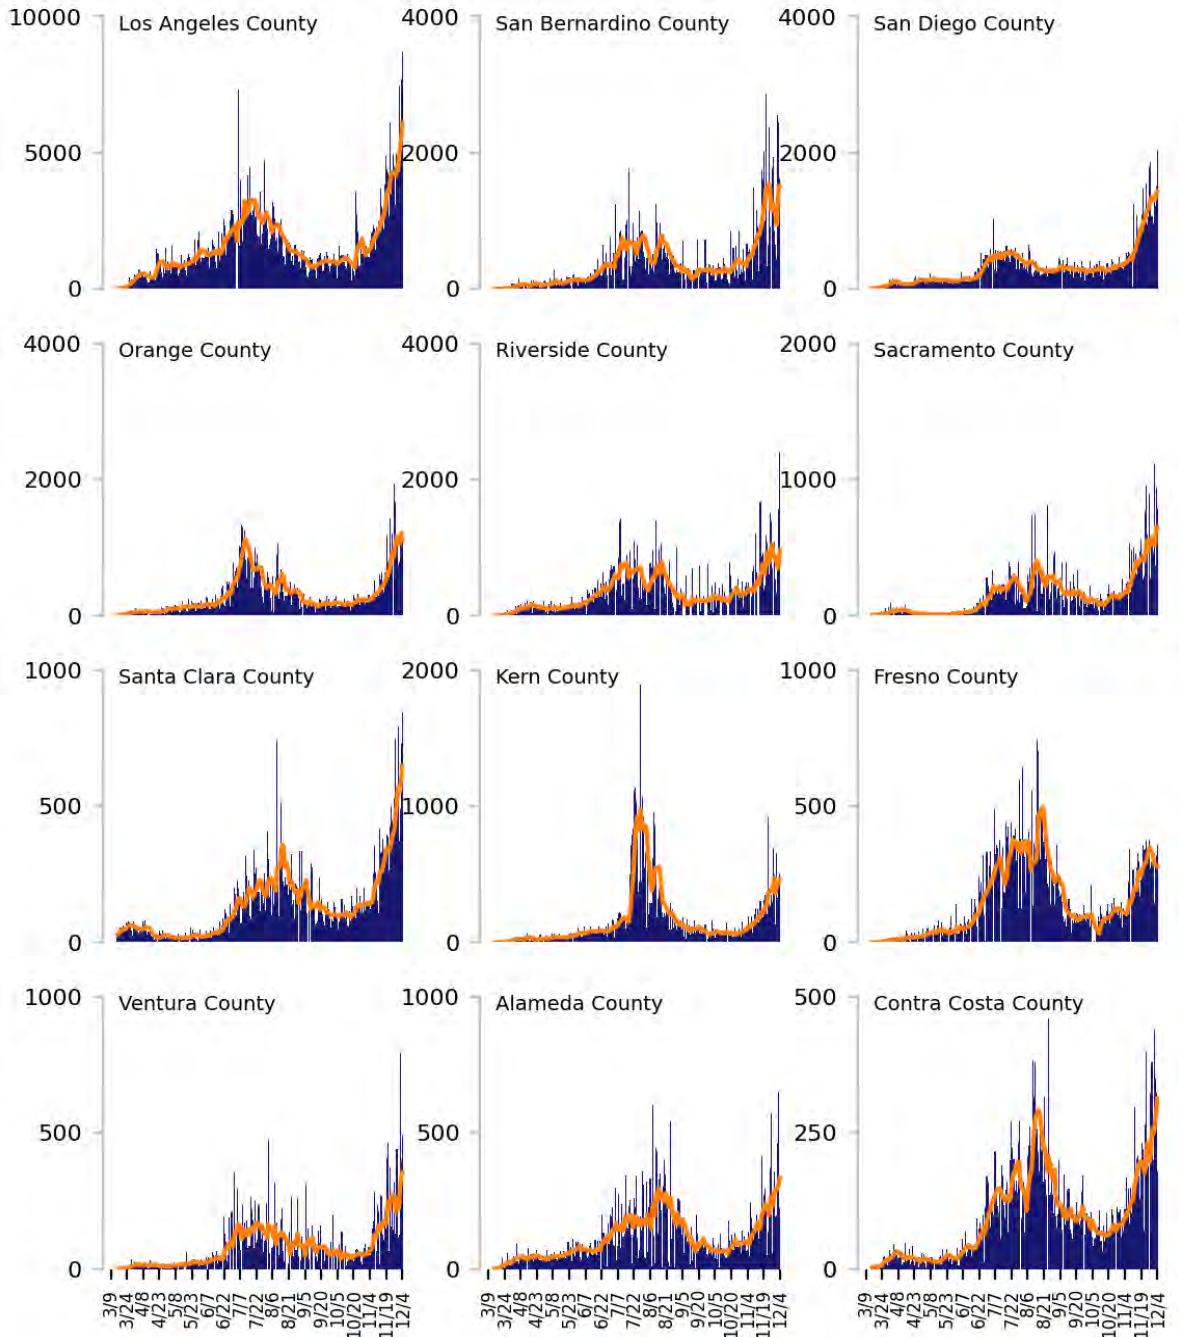 Los Angeles County
10000
5000
0
San Bernardino County
4000
2000
0
San Diego County
4000
2000
0
Orange County
4000
2000
0
Riverside County
4000
2000
0
Sacramento County
2000
1000
0
Santa Clara County
1000
500
0
Kern County
2000
1000
0
Fresno County
1000
500
0
Ventura County
1000
500
0
3/9 3/24 4/8 4/23 5/8 5/23 6/7 6/22 7/7 7/22 8/6 8/21 9/5 9/20 10/5 10/20 11/4 11/19 12/4
Alameda County
1000
500
0
3/9 3/24 4/8 4/23 5/8 5/23 6/7 6/22 7/7 7/22 8/6 8/21 9/5 9/20 10/5 10/20 11/4 11/19 12/4
Contra Costa County
500
250
0
3/9 3/24 4/8 4/23 5/8 5/23 6/7 6/22 7/7 7/22 8/6 8/21 9/5 9/20 10/5 10/20 11/4 11/19 12/4